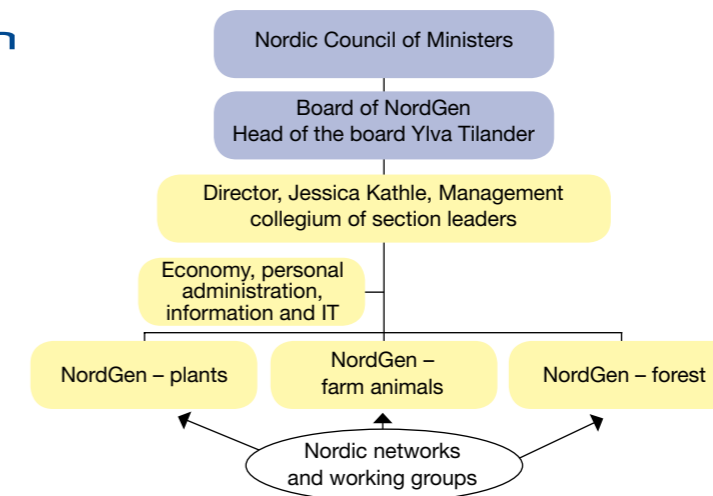 Nordic Council of Ministers
Board of NordGen
Head of the board Ylva Tilander
Director, Jessica Kathle, Management
collegium of section leaders
Economy, personal
administration,
information and IT
NordGen – plants
NordGen –
farm animals
NordGen – forest
Nordic networks
and working groups